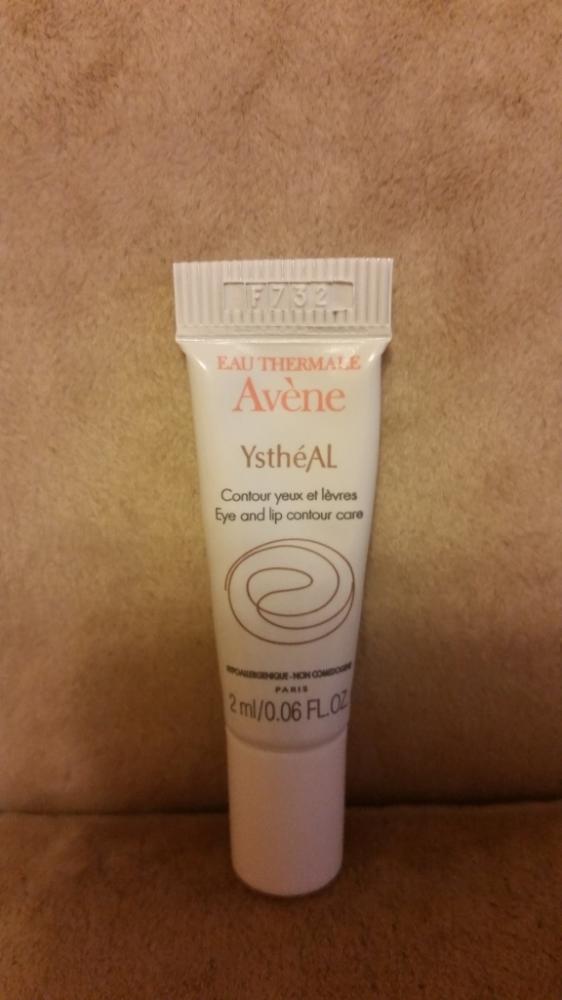 F732
EAU THERMALE
Avène
YsthéAL
Contour yeux et lèvres
Eye and lip contour care
HYPOALLERGENIQUE - NON COMEDOGENE
PARIS
2 ml/0.06 FL.OZ.